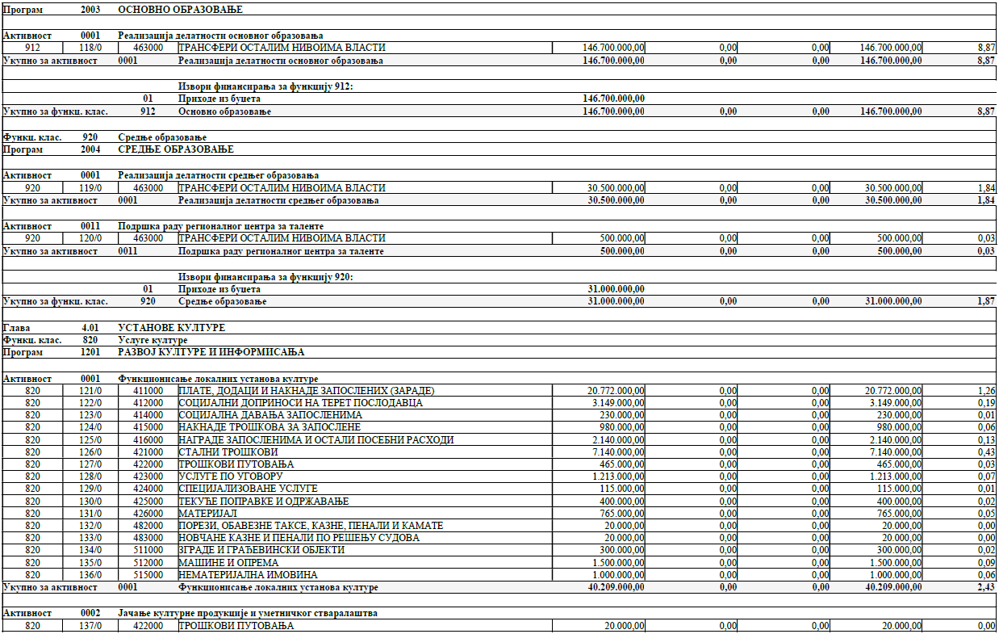 Програм 2003 ОСНОВНО ОБРАЗОВАЊЕ
Активност 0001 Реализација делатности основног образовања
912 118/0 463000 ТРАНСФЕРИ ОСТАЛИМ НИВОИМА ВЛАСТИ 146.700.000,00 0,00 0,00 146.700.000,00 8,87
Укупно за активност 0001 Реализација делатности основног образовања 146.700.000,00 0,00 0,00 146.700.000,00 8,87
Извори финансирања за функцију 912:
01 Приходе из буџета 146.700.000,00
Укупно за функц. клас. 912 Основно образовање 146.700.000,00 0,00 0,00 146.700.000,00 8,87
Функц. клас. 920 Средње образовање
Програм 2004 СРЕДЊЕ ОБРАЗОВАЊЕ
Активност 0001 Реализација делатности средњег образовања
920 119/0 463000 ТРАНСФЕРИ ОСТАЛИМ НИВОИМА ВЛАСТИ 30.500.000,00 0,00 0,00 30.500.000,00 1,84
Укупно за активност 0001 Реализација делатности средњег образовања 30.500.000,00 0,00 0,00 30.500.000,00 1,84
Активност 0011 Подршка раду регионалног центра за таленте
920 120/0 463000 ТРАНСФЕРИ ОСТАЛИМ НИВОИМА ВЛАСТИ 500.000,00 0,00 0,00 500.000,00 0,03
Укупно за активност 0011 Подршка раду регионалног центра за таленте 500.000,00 0,00 0,00 500.000,00 0,03
Извори финансирања за функцију 920:
01 Приходе из буџета 31.000.000,00
Укупно за функц. клас. 920 Средње образовање 31.000.000,00 0,00 0,00 31.000.000,00 1,87
Глава 4.01 УСТАНОВЕ КУЛТУРЕ
Функц. клас. 820 Услуге културе
Програм 1201 РАЗВОЈ КУЛТУРЕ И ИНФОРМИСАЊА
Активност 0001 Функционисање локалних установа културе
820 121/0 411000 ПЛАТЕ, ДОДАЦИ И НАКНАДЕ ЗАПОСЛЕНИХ (ЗАРАДЕ) 20.772.000,00 0,00 0,00 20.772.000,00 1,26
820 122/0 412000 СОЦИЈАЛНИ ДОПРИНОСИ НА ТЕРЕТ ПОСЛОДАВЦА 3.149.000,00 0,00 0,00 3.149.000,00 0,19
820 123/0 414000 СОЦИЈАЛНА ДАВАЊА ЗАПОСЛЕНИМА 230.000,00 0,00 0,00 230.000,00 0,01
820 124/0 415000 НАКНАДЕ ТРОШКОВА ЗА ЗАПОСЛЕНЕ 980.000,00 0,00 0,00 980.000,00 0,06
820 125/0 416000 НАГРАДЕ ЗАПОСЛЕНИМА И ОСТАЛИ ПОСЕБНИ РАСХОДИ 2.140.000,00 0,00 0,00 2.140.000,00 0,13
820 126/0 421000 СТАЛНИ ТРОШКОВИ 7.140.000,00 0,00 0,00 7.140.000,00 0,43
820 127/0 422000 ТРОШКОВИ ПУТОВАЊА 465.000,00 0,00 0,00 465.000,00 0,03
820 128/0 423000 УСЛУГЕ ПО УГОВОРУ 1.213.000,00 0,00 0,00 1.213.000,00 0,07
820 129/0 424000 СПЕЦИЈАЛИЗОВАНЕ УСЛУГЕ 115.000,00 0,00 0,00 115.000,00 0,01
820 130/0 425000 ТЕКУЋЕ ПОПРАВКЕ И ОДРЖАВАЊЕ 400.000,00 0,00 0,00 400.000,00 0,02
820 131/0 426000 МАТЕРИЈАЛ 765.000,00 0,00 0,00 765.000,00 0,05
820 132/0 482000 ПОРЕЗИ, ОБАВЕЗНЕ ТАКСЕ, КАЗНЕ, ПЕНАЛИ И КАМАТЕ 20.000,00 0,00 0,00 20.000,00 0,00
820 133/0 483000 НОВЧАНЕ КАЗНЕ И ПЕНАЛИ ПО РЕШЕЊУ СУДОВА 20.000,00 0,00 0,00 20.000,00 0,00
820 134/0 511000 ЗГРАДЕ И ГРАЂЕВИНСКИ ОБЈЕКТИ 300.000,00 0,00 0,00 300.000,00 0,02
820 135/0 512000 МАШИНЕ И ОПРЕМА 1.500.000,00 0,00 0,00 1.500.000,00 0,09
820 136/0 515000 НЕМАТЕРИЈАЛНА ИМОВИНА 1.000.000,00 0,00 0,00 1.000.000,00 0,06
Укупно за активност 0001 Функционисање локалних установа културе 40.209.000,00 0,00 0,00 40.209.000,00 2,43
Активност 0002 Јачање културне продукције и уметничког стваралаштва
820 137/0 422000 ТРОШКОВИ ПУТОВАЊА 20.000,00 0,00 0,00 20.000,00 0,00